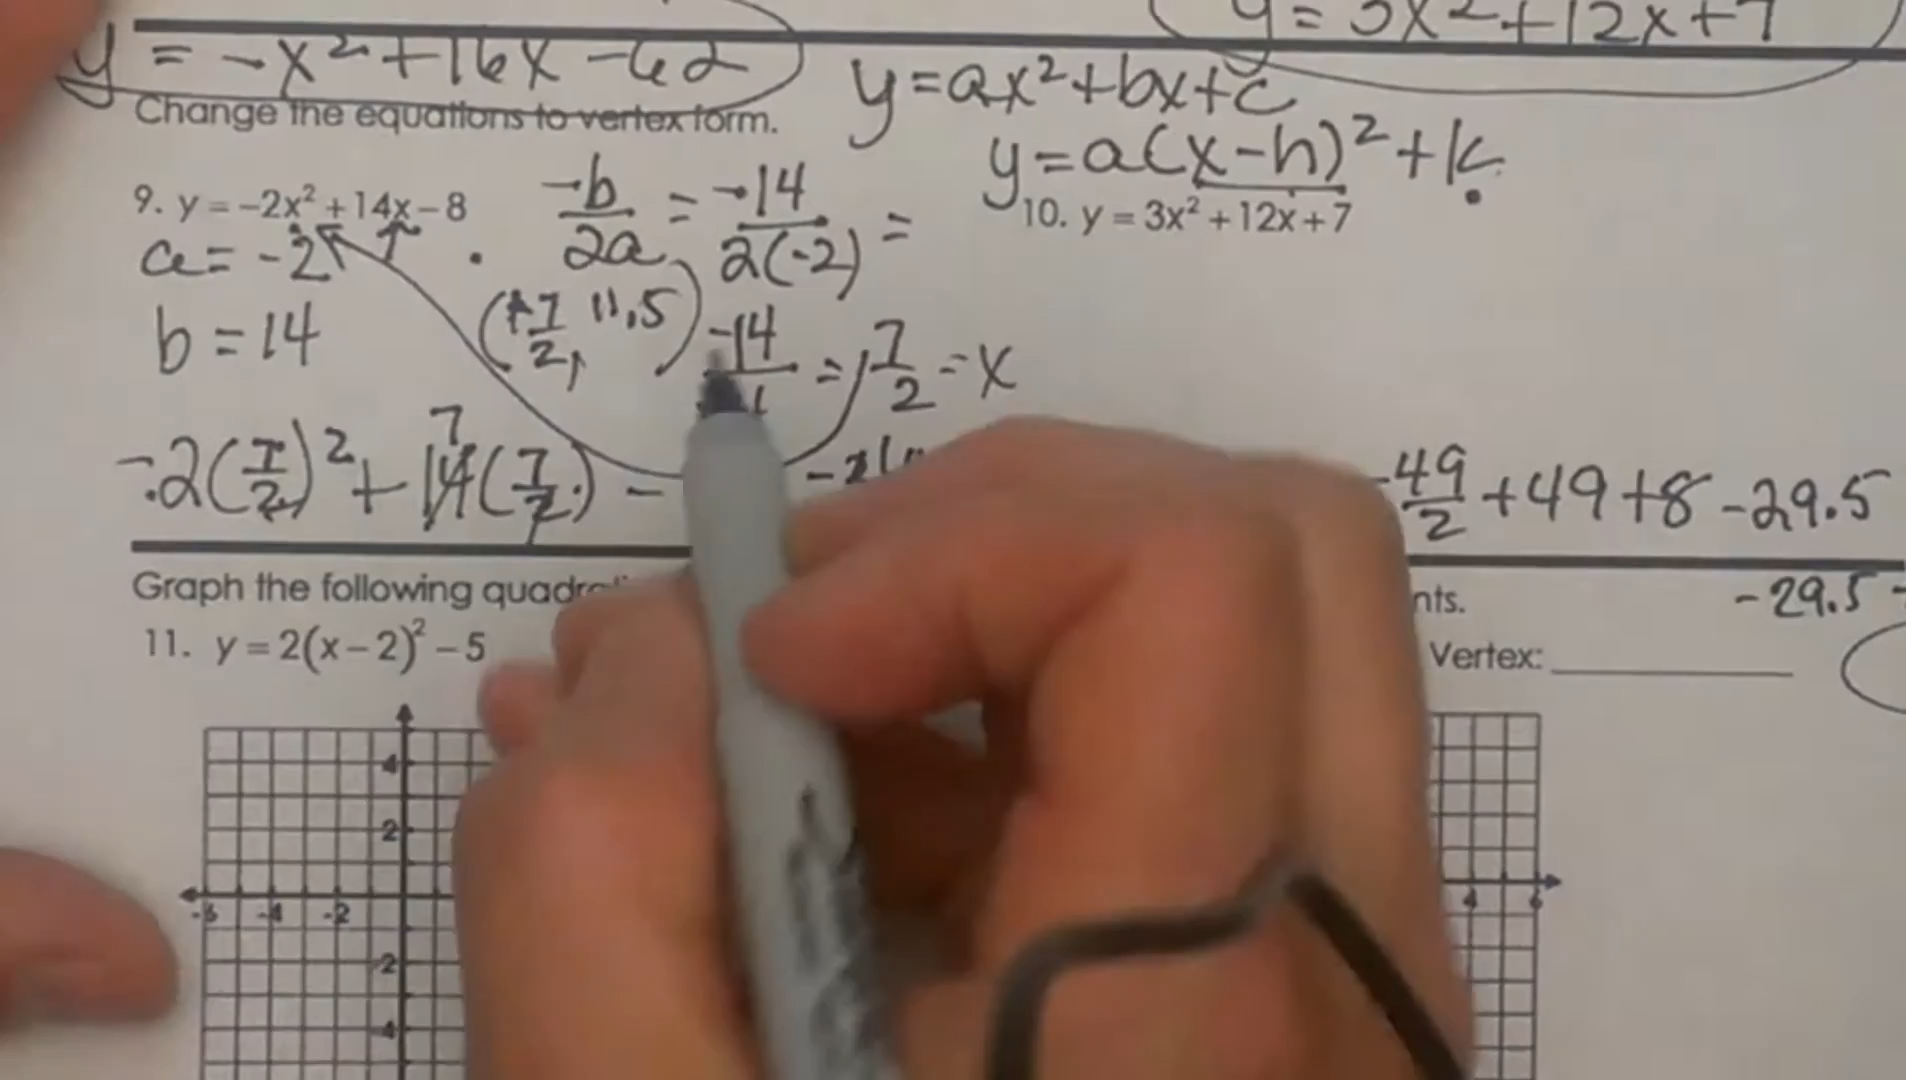 y = 3x² + 12x + 7
y = -x² + 16x - 62
y = ax² + bx + c
Change the equations to vertex form.
y = a(x - h)² + k
9. y = -2x² + 14x - 8
-b/2a = -14/2(-2) =
10. y = 3x² + 12x + 7
a = -2
b = 14
(+7/2, 11.5)
-14
= 7/2 = x
-2(7/2)² + 14(7/2) -
7
-49/2 + 49 + 8 - 29.5
Graph the following
nts.
-29.5
11. y = 2(x - 2)² - 5
Vertex:
4
2
-6 -4 -2
4 6
-2
-4